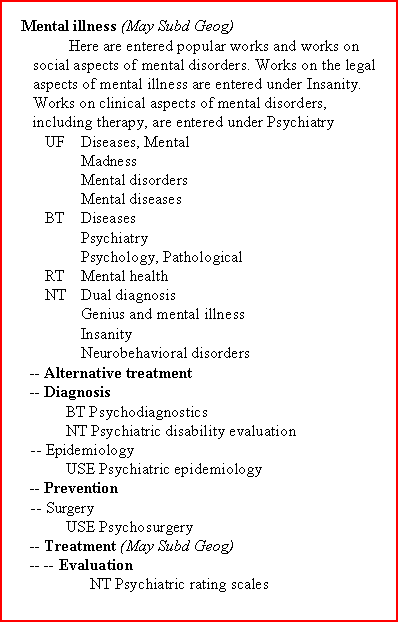 Mental illness (May Subd Geog)
Here are entered popular works and works on
social aspects of mental disorders. Works on the legal
aspects of mental illness are entered under Insanity.
Works on clinical aspects of mental disorders,
including therapy, are entered under Psychiatry
UF Diseases, Mental
Madness
Mental disorders
Mental diseases
BT Diseases
Psychiatry
Psychology, Pathological
RT Mental health
NT Dual diagnosis
Genius and mental illness
Insanity
Neurobehavioral disorders
-- Alternative treatment
-- Diagnosis
BT Psychodiagnostics
NT Psychiatric disability evaluation
-- Epidemiology
USE Psychiatric epidemiology
-- Prevention
-- Surgery
USE Psychosurgery
-- Treatment (May Subd Geog)
-- -- Evaluation
NT Psychiatric rating scales